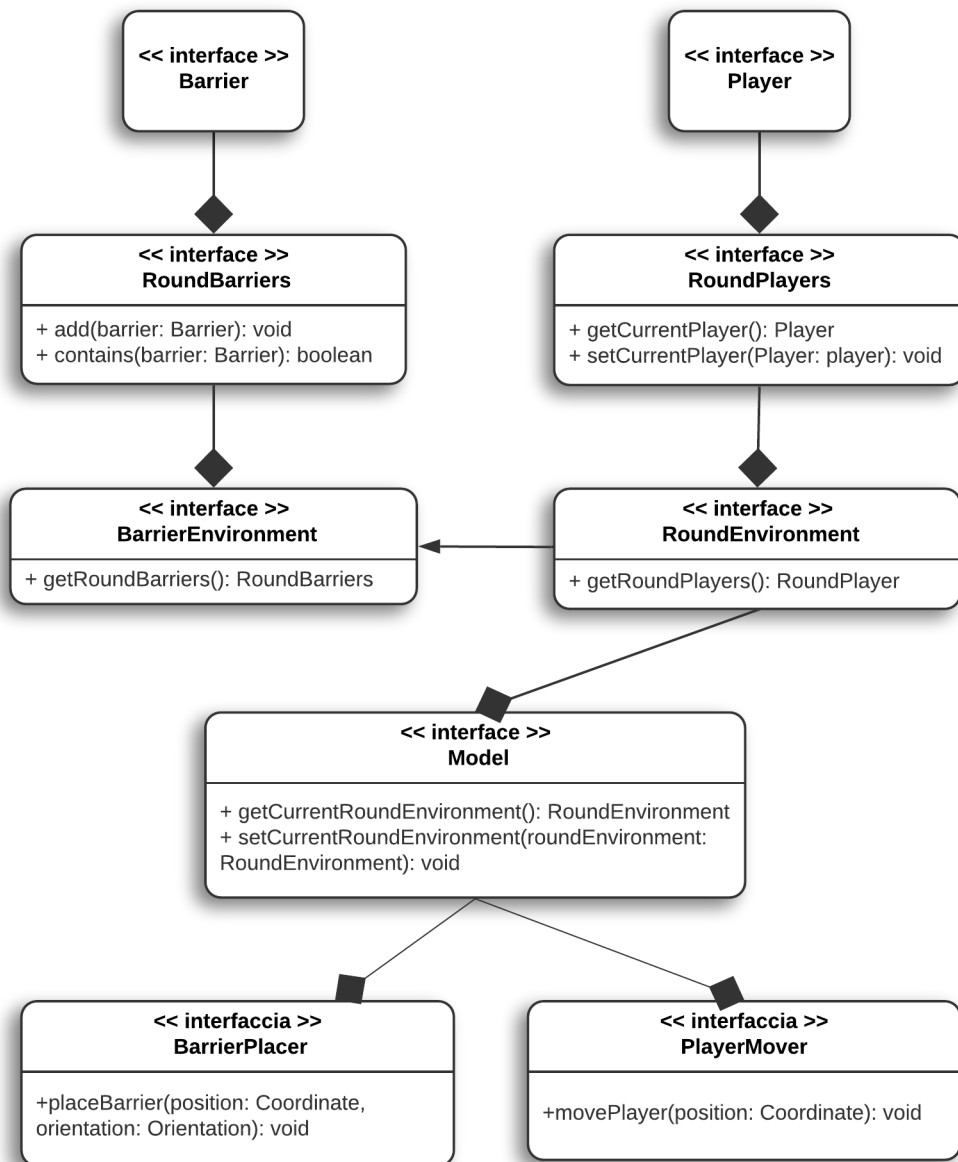 << interface >>
Barrier
<< interface >>
Player
<< interface >>
RoundBarriers
+ add(barrier: Barrier): void
+ contains(barrier: Barrier): boolean
<< interface >>
RoundPlayers
+ getCurrentPlayer(): Player
+ setCurrentPlayer(Player: player): void
<< interface >>
BarrierEnvironment
+ getRoundBarriers(): RoundBarriers
<< interface >>
RoundEnvironment
+ getRoundPlayers(): RoundPlayer
<< interface >>
Model
+ getCurrentRoundEnvironment(): RoundEnvironment
+ setCurrentRoundEnvironment(roundEnvironment:
RoundEnvironment): void
<< interfaccia >>
BarrierPlacer
+placeBarrier(position: Coordinate,
orientation: Orientation): void
<< interfaccia >>
PlayerMover
+movePlayer(position: Coordinate): void